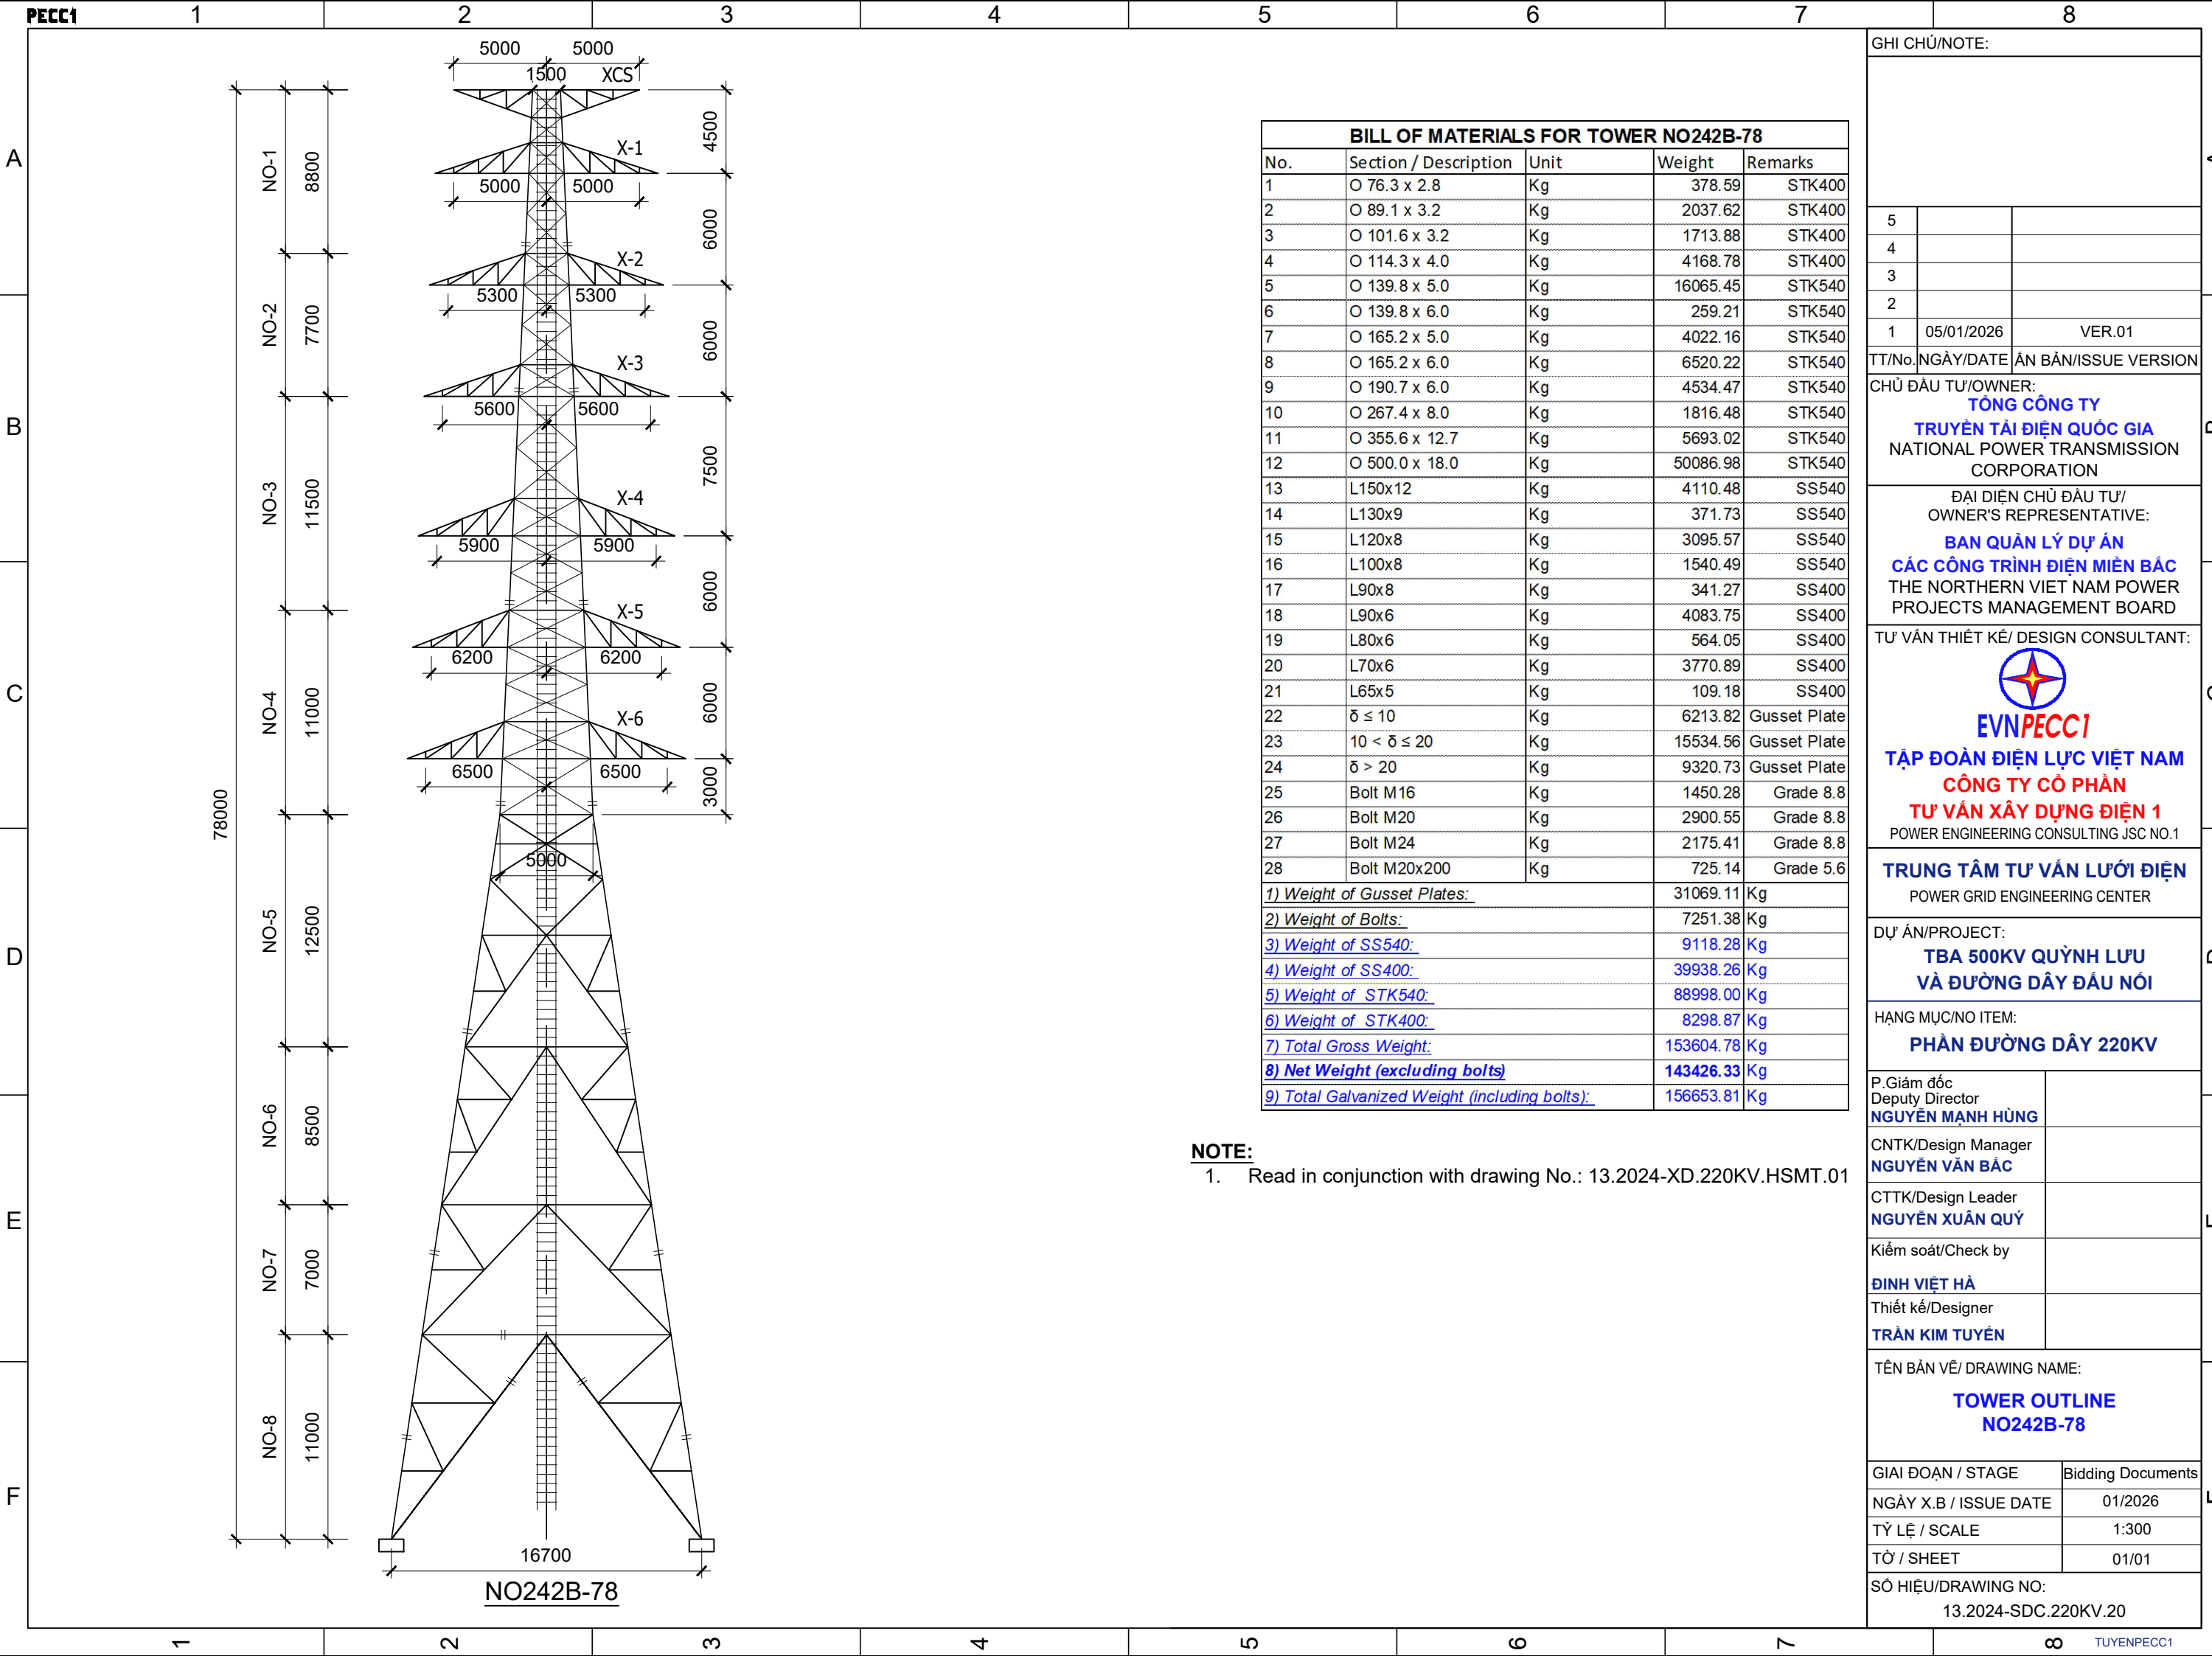 PECC1
1 2 3 4 5 6 7 8
A
B
C
D
E
F
5000 5000
1500 XCS
X-1
5000 5000
X-2
5300 5300
X-3
5600 5600
X-4
5900 5900
X-5
6200 6200
X-6
6500 6500
5000
4500
6000
6000
7500
6000
6000
3000
78000
NO-1 8800
NO-2 7700
NO-3 11500
NO-4 11000
NO-5 12500
NO-6 8500
NO-7 7000
NO-8 11000
16700
NO242B-78
BILL OF MATERIALS FOR TOWER NO242B-78
No. Section / Description Unit Weight Remarks
1 O 76.3 x 2.8 Kg 378.59 STK400
2 O 89.1 x 3.2 Kg 2037.62 STK400
3 O 101.6 x 3.2 Kg 1713.88 STK400
4 O 114.3 x 4.0 Kg 4168.78 STK400
5 O 139.8 x 5.0 Kg 16065.45 STK540
6 O 139.8 x 6.0 Kg 259.21 STK540
7 O 165.2 x 5.0 Kg 4022.16 STK540
8 O 165.2 x 6.0 Kg 6520.22 STK540
9 O 190.7 x 6.0 Kg 4534.47 STK540
10 O 267.4 x 8.0 Kg 1816.48 STK540
11 O 355.6 x 12.7 Kg 5693.02 STK540
12 O 500.0 x 18.0 Kg 50086.98 STK540
13 L150x12 Kg 4110.48 SS540
14 L130x9 Kg 371.73 SS540
15 L120x8 Kg 3095.57 SS540
16 L100x8 Kg 1540.49 SS540
17 L90x8 Kg 341.27 SS400
18 L90x6 Kg 4083.75 SS400
19 L80x6 Kg 564.05 SS400
20 L70x6 Kg 3770.89 SS400
21 L65x5 Kg 109.18 SS400
22 δ ≤ 10 Kg 6213.82 Gusset Plate
23 10 < δ ≤ 20 Kg 15534.56 Gusset Plate
24 δ > 20 Kg 9320.73 Gusset Plate
25 Bolt M16 Kg 1450.28 Grade 8.8
26 Bolt M20 Kg 2900.55 Grade 8.8
27 Bolt M24 Kg 2175.41 Grade 8.8
28 Bolt M20x200 Kg 725.14 Grade 5.6
1) Weight of Gusset Plates: 31069.11 Kg
2) Weight of Bolts: 7251.38 Kg
3) Weight of SS540: 9118.28 Kg
4) Weight of SS400: 39938.26 Kg
5) Weight of STK540: 88998.00 Kg
6) Weight of STK400: 8298.87 Kg
7) Total Gross Weight: 153604.78 Kg
8) Net Weight (excluding bolts) 143426.33 Kg
9) Total Galvanized Weight (including bolts): 156653.81 Kg
NOTE:
1. Read in conjunction with drawing No.: 13.2024-XD.220KV.HSMT.01
GHI CHÚ/NOTE:
5
4
3
2
1 05/01/2026 VER.01
TT/No. NGÀY/DATE ẤN BẢN/ISSUE VERSION
CHỦ ĐẦU TƯ/OWNER:
TỔNG CÔNG TY
TRUYỀN TẢI ĐIỆN QUỐC GIA
NATIONAL POWER TRANSMISSION
CORPORATION
ĐẠI DIỆN CHỦ ĐẦU TƯ/
OWNER'S REPRESENTATIVE:
BAN QUẢN LÝ DỰ ÁN
CÁC CÔNG TRÌNH ĐIỆN MIỀN BẮC
THE NORTHERN VIET NAM POWER
PROJECTS MANAGEMENT BOARD
TƯ VẤN THIẾT KẾ/ DESIGN CONSULTANT:
EVNPECC1
TẬP ĐOÀN ĐIỆN LỰC VIỆT NAM
CÔNG TY CỔ PHẦN
TƯ VẤN XÂY DỰNG ĐIỆN 1
POWER ENGINEERING CONSULTING JSC NO.1
TRUNG TÂM TƯ VẤN LƯỚI ĐIỆN
POWER GRID ENGINEERING CENTER
DỰ ÁN/PROJECT:
TBA 500KV QUỲNH LƯU
VÀ ĐƯỜNG DÂY ĐẤU NỐI
HẠNG MỤC/NO ITEM:
PHẦN ĐƯỜNG DÂY 220KV
P.Giám đốc
Deputy Director
NGUYỄN MẠNH HÙNG
CNTK/Design Manager
NGUYỄN VĂN BẮC
CTTK/Design Leader
NGUYỄN XUÂN QUÝ
Kiểm soát/Check by
ĐINH VIỆT HÀ
Thiết kế/Designer
TRẦN KIM TUYẾN
TÊN BẢN VẼ/ DRAWING NAME:
TOWER OUTLINE
NO242B-78
GIAI ĐOẠN / STAGE Bidding Documents
NGÀY X.B / ISSUE DATE 01/2026
TỶ LỆ / SCALE 1:300
TỜ / SHEET 01/01
SỐ HIỆU/DRAWING NO:
13.2024-SDC.220KV.20
1 2 3 4 5 6 7 8
TUYENPECC1